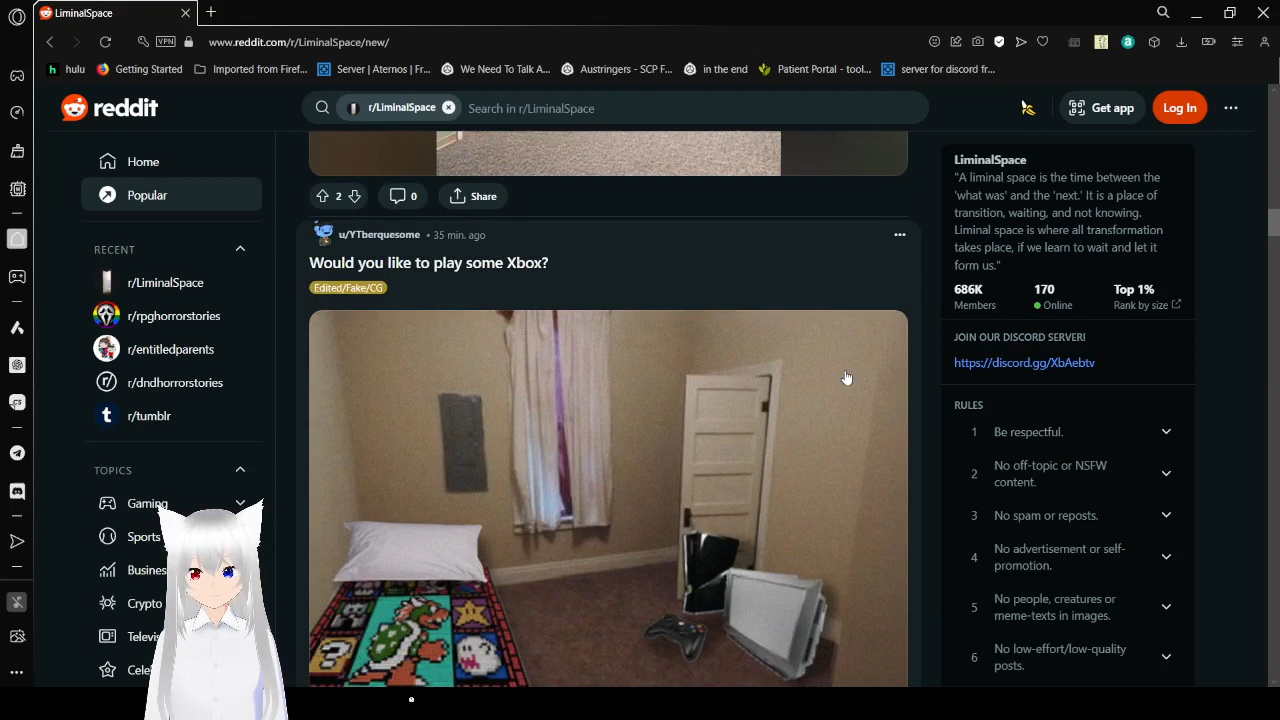 LiminalSpace
VPN
www.reddit.com/r/LiminalSpace/new/
hulu
Getting Started
Imported from Firef...
Server | Aternos | Fr...
We Need To Talk A...
Austringers - SCP F...
in the end
Patient Portal - tool...
server for discord fr...
reddit
r/LiminalSpace
Search in r/LiminalSpace
Get app
Log In
Home
Popular
RECENT
r/LiminalSpace
r/rpghorrorstories
r/entitledparents
r/dndhorrorstories
r/tumblr
TOPICS
Gaming
Sports
Busines
Crypto
Televi
Cele
2
0
Share
u/YTberquesome • 35 min. ago
Would you like to play some Xbox?
Edited/Fake/CG
LiminalSpace
"A liminal space is the time between the
'what was' and the 'next.' It is a place of
transition, waiting, and not knowing.
Liminal space is where all transformation
takes place, if we learn to wait and let it
form us."
686K
Members
170
Online
Top 1%
Rank by size
JOIN OUR DISCORD SERVER!
https://discord.gg/XbAebtv
RULES
1 Be respectful.
2 No off-topic or NSFW
content.
3 No spam or reposts.
4 No advertisement or self-
promotion.
5 No people, creatures or
meme-texts in images.
6 No low-effort/low-quality
posts.